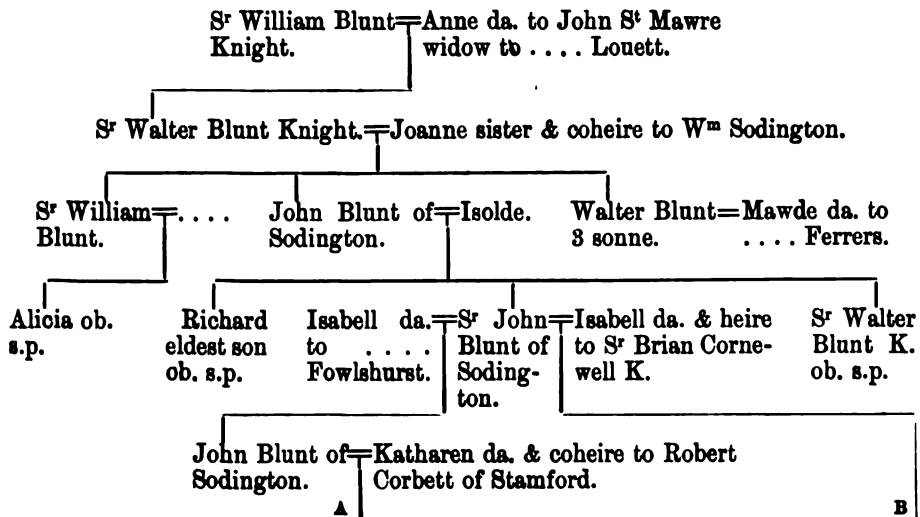 Sʳ William Blunt=Anne da. to John Sᵗ Mawre
Knight. widow to .... Louett.
Sʳ Walter Blunt Knight.=Joanne sister & coheire to Wᵐ Sodington.
Sʳ William=....
Blunt.
John Blunt of=Isolde.
Sodington.
Walter Blunt=Mawde da. to
3 sonne. .... Ferrers.
Alicia ob.
s.p.
Richard
eldest son
ob. s.p.
Isabell da.=
to ....
Fowlshurst.
Sʳ John=
Blunt of
Soding-
ton.
Isabell da. & heire
to Sʳ Brian Corne-
well K.
Sʳ Walter
Blunt K.
ob. s.p.
John Blunt of=Katharen da. & coheire to Robert
Sodington. Corbett of Stamford.
A B